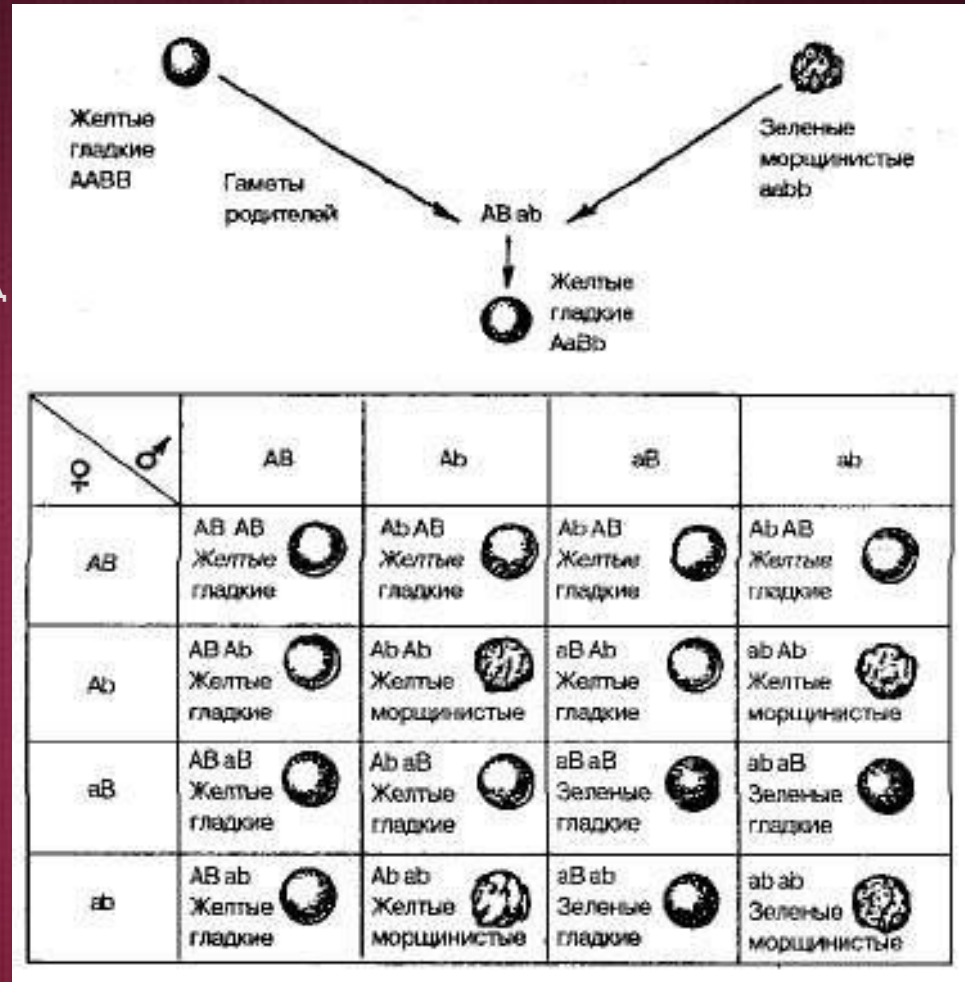 Желтые
гладкие
AABB
Гаметы
родителей
Зеленые
морщинистые
aabb
AB ab
Желтые
гладкие
AaBb
Д
♀ ♂ AB Ab aB ab
AB
AB AB
Желтые
гладкие
Ab AB
Желтые
гладкие
Ab AB
Желтые
гладкие
Ab AB
Желтые
гладкие
Ab
AB Ab
Желтые
гладкие
Ab Ab
Желтые
морщинистые
aB Ab
Желтые
гладкие
ab Ab
Желтые
морщинистые
aB
AB aB
Желтые
гладкие
Ab aB
Желтые
гладкие
aB aB
Зеленые
гладкие
ab aB
Зеленые
гладкие
ab
AB ab
Желтые
гладкие
Ab ab
Желтые
морщинистые
aB ab
Зеленые
гладкие
ab ab
Зеленые
морщинистые